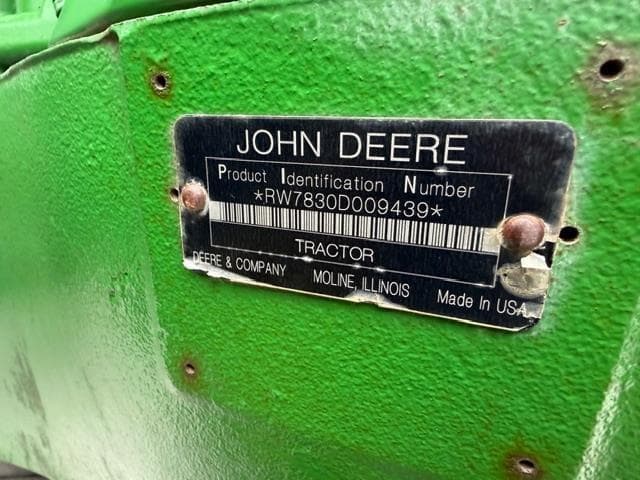 JOHN DEERE
Product Identification Number
*RW7830D009439*
TRACTOR
DEERE & COMPANY MOLINE, ILLINOIS Made In USA